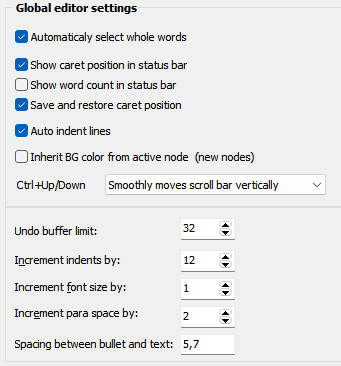 Global editor settings
Automaticaly select whole words
Show caret position in status bar
Show word count in status bar
Save and restore caret position
Auto indent lines
Inherit BG color from active node  (new nodes)
Ctrl+Up/Down Smoothly moves scroll bar vertically
Undo buffer limit: 32
Increment indents by: 12
Increment font size by: 1
Increment para space by: 2
Spacing between bullet and text: 5,7